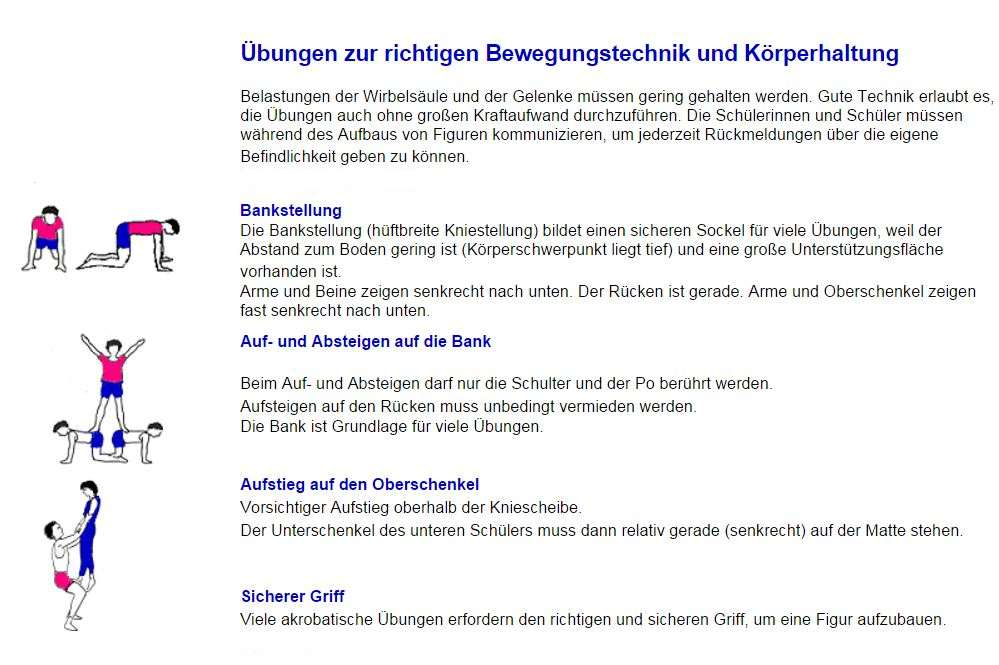 Übungen zur richtigen Bewegungstechnik und Körperhaltung
Belastungen der Wirbelsäule und der Gelenke müssen gering gehalten werden. Gute Technik erlaubt es,
die Übungen auch ohne großen Kraftaufwand durchzuführen. Die Schülerinnen und Schüler müssen
während des Aufbaus von Figuren kommunizieren, um jederzeit Rückmeldungen über die eigene
Befindlichkeit geben zu können.
Bankstellung
Die Bankstellung (hüftbreite Kniestellung) bildet einen sicheren Sockel für viele Übungen, weil der
Abstand zum Boden gering ist (Körperschwerpunkt liegt tief) und eine große Unterstützungsfläche
vorhanden ist.
Arme und Beine zeigen senkrecht nach unten. Der Rücken ist gerade. Arme und Oberschenkel zeigen
fast senkrecht nach unten.
Auf- und Absteigen auf die Bank
Beim Auf- und Absteigen darf nur die Schulter und der Po berührt werden.
Aufsteigen auf den Rücken muss unbedingt vermieden werden.
Die Bank ist Grundlage für viele Übungen.
Aufstieg auf den Oberschenkel
Vorsichtiger Aufstieg oberhalb der Kniescheibe.
Der Unterschenkel des unteren Schülers muss dann relativ gerade (senkrecht) auf der Matte stehen.
Sicherer Griff
Viele akrobatische Übungen erfordern den richtigen und sicheren Griff, um eine Figur aufzubauen.